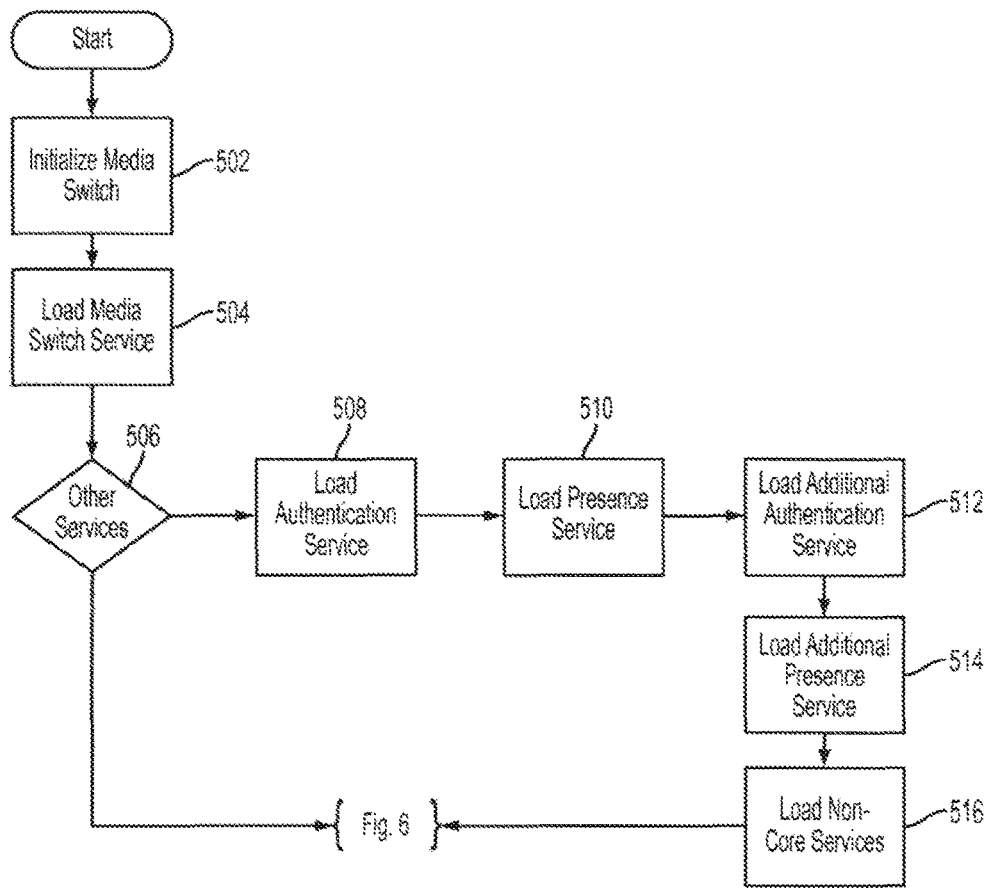 Start
Initialize Media
Switch
502
Load Media
Switch Service
504
506
Other
Services
508
Load
Authentication
Service
510
Load Presence
Service
Load Additional
Authentication
Service
512
Load Additional
Presence
Service
514
Load Non-
Core Services
516
{ Fig. 6 }